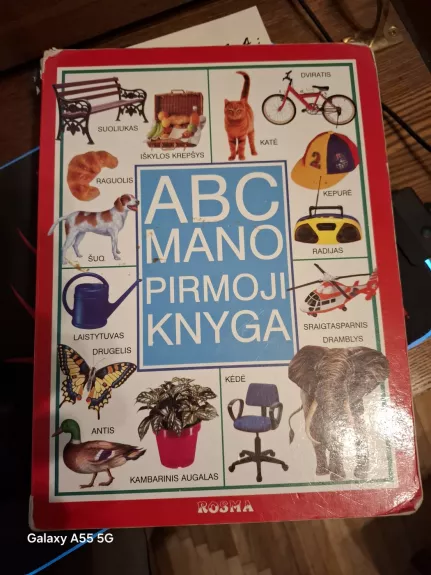 DVIRATIS
SUOLIUKAS
IŠKYLOS KREPŠYS
KATĖ
RAGUOLIS
KEPURĖ
ABC
MANO
PIRMOJI
KNYGA
ŠUO
RADIJAS
LAISTYTUVAS
SRAIGTASPARNIS
DRUGELIS
DRAMBLYS
KĖDĖ
ANTIS
KAMBARINIS AUGALAS
ROSMA
Galaxy A55 5G